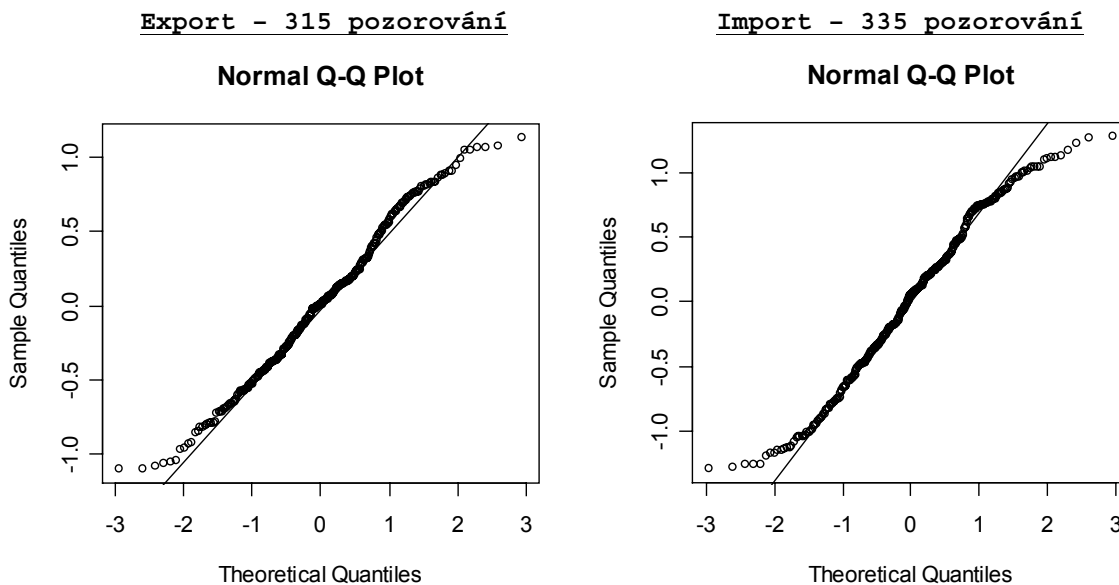 Export - 315 pozorování
Normal Q-Q Plot
Sample Quantiles
1.0
0.5
0.0
-0.5
-1.0
-3 -2 -1 0 1 2 3
Theoretical Quantiles
Import - 335 pozorování
Normal Q-Q Plot
Sample Quantiles
1.0
0.5
0.0
-0.5
-1.0
-3 -2 -1 0 1 2 3
Theoretical Quantiles